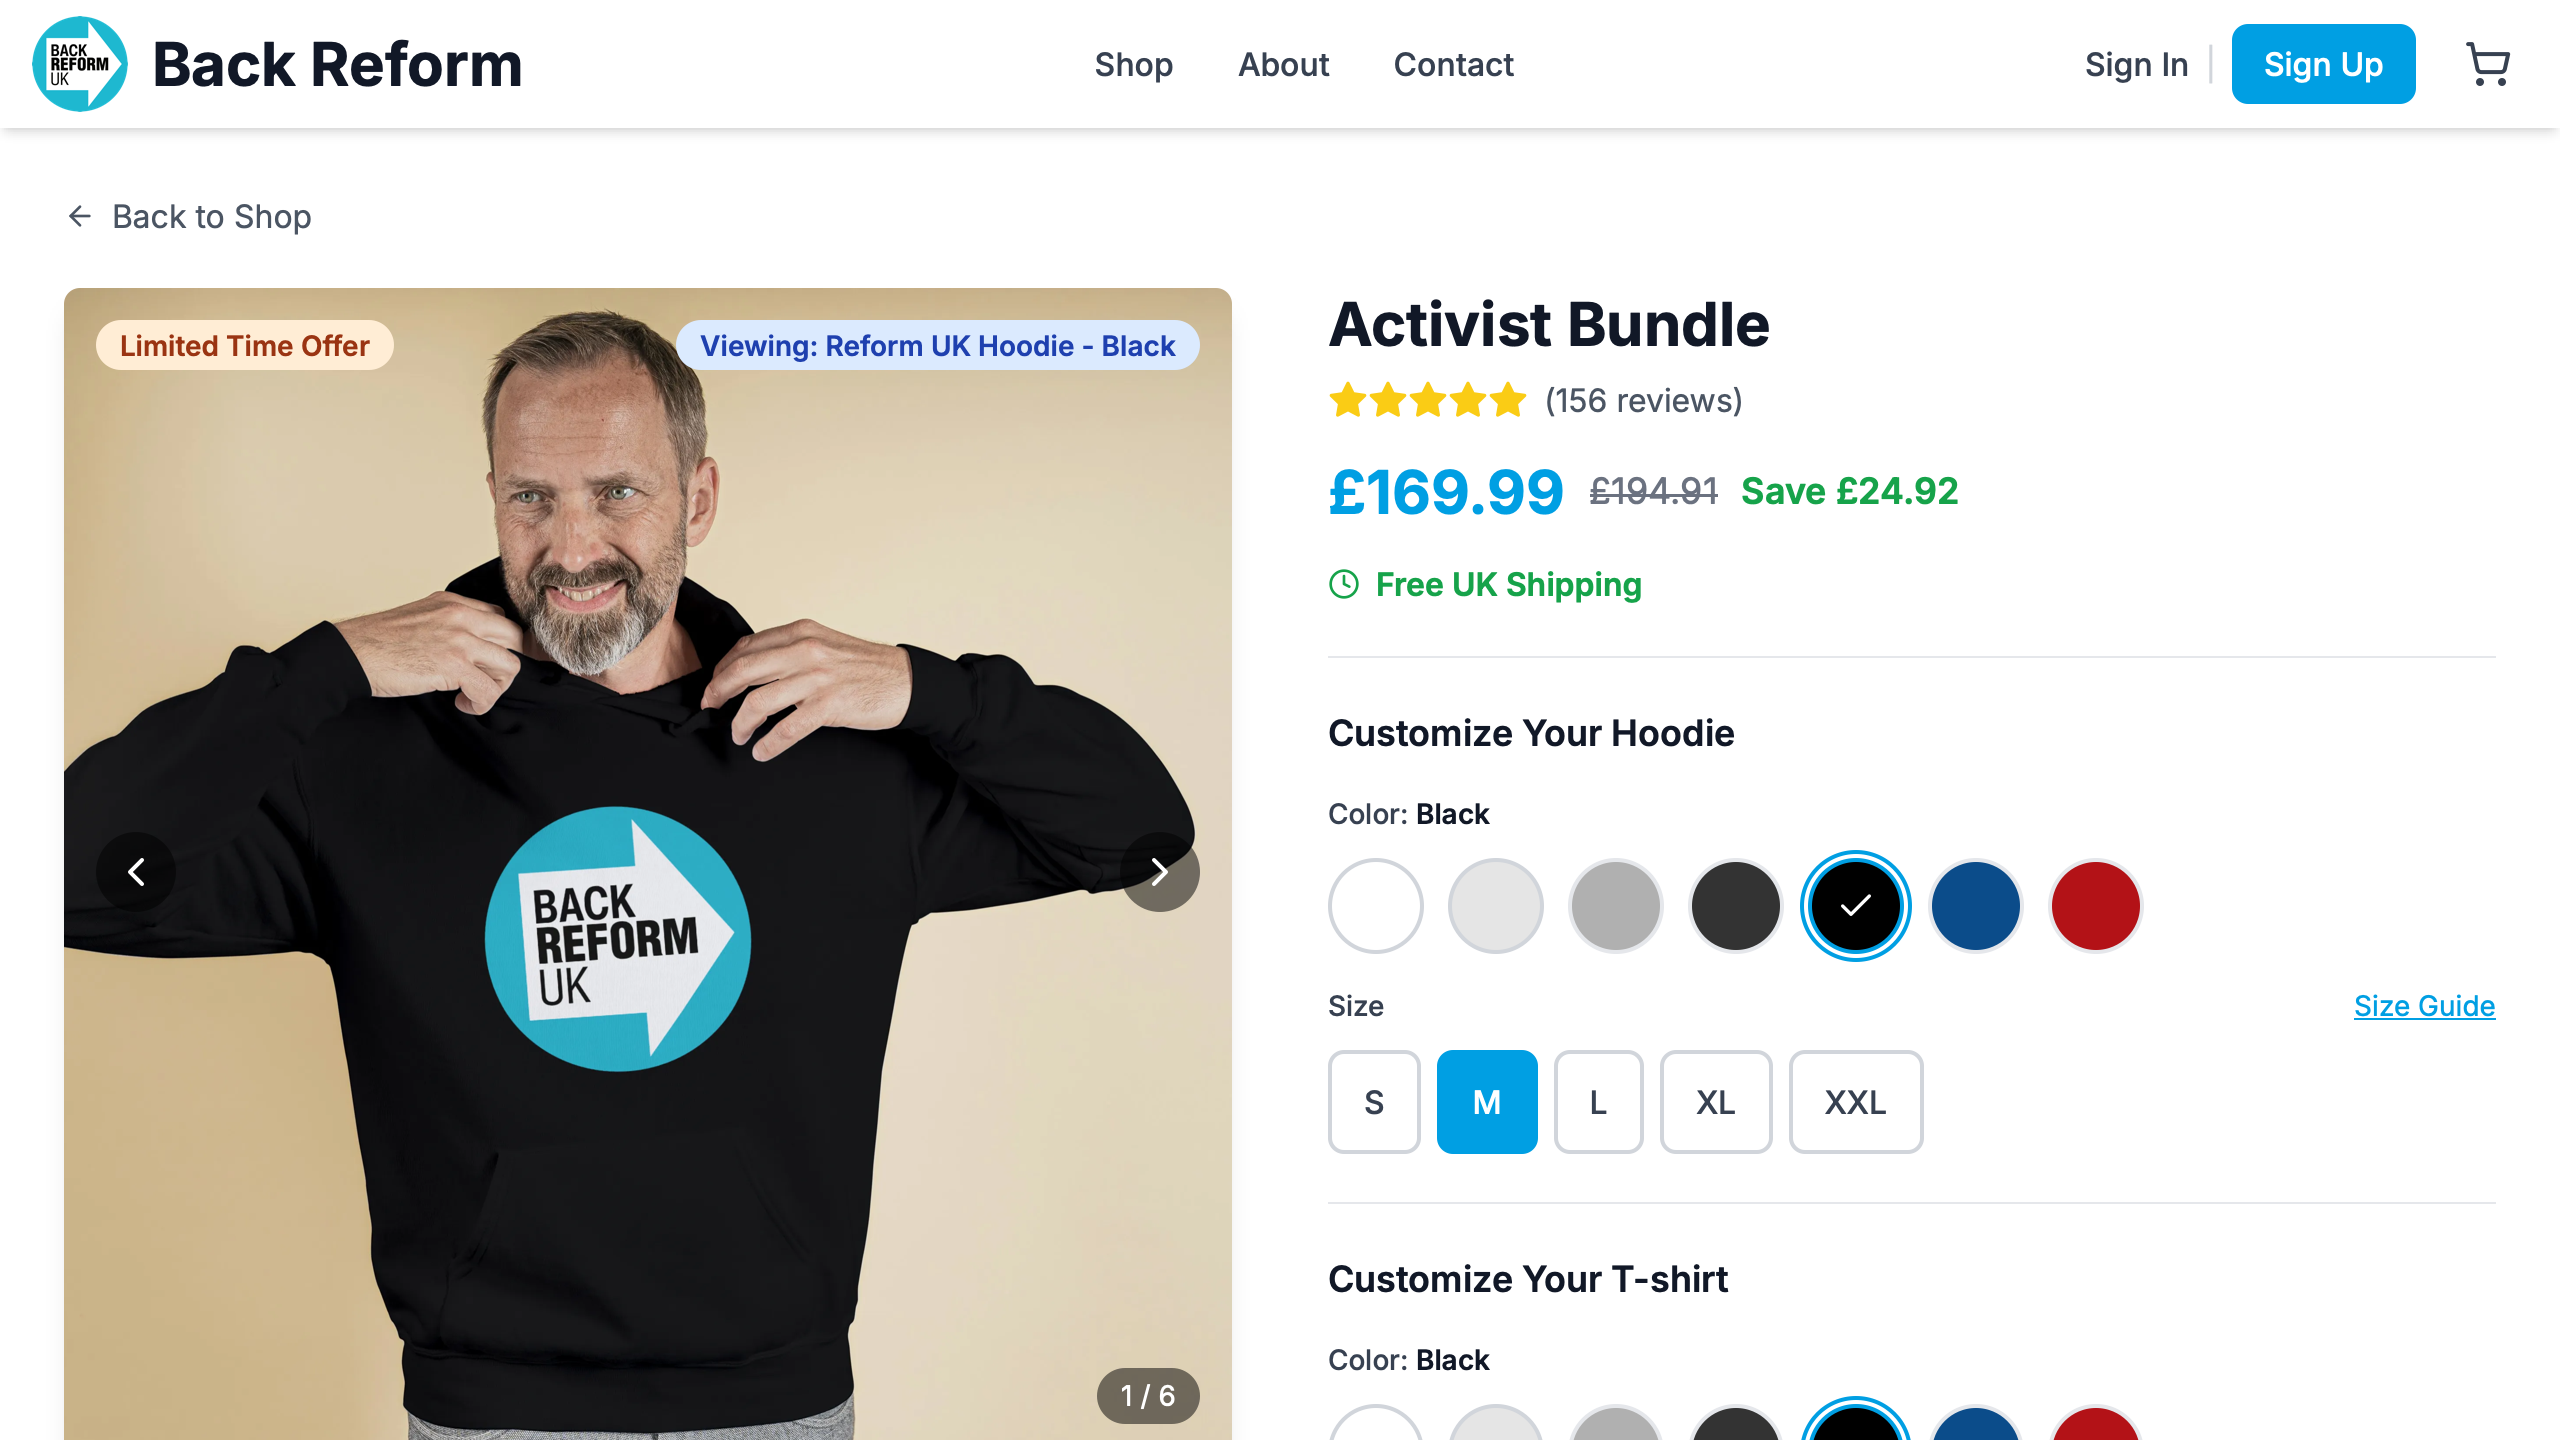 BACK
REFORM
UK
Back Reform
Shop
About
Contact
Sign In
Sign Up
Back to Shop
Limited Time Offer
Viewing: Reform UK Hoodie - Black
BACK
REFORM
UK
1 / 6
Activist Bundle
(156 reviews)
£169.99 £194.91 Save £24.92
Free UK Shipping
Customize Your Hoodie
Color: Black
Size
Size Guide
S
M
L
XL
XXL
Customize Your T-shirt
Color: Black